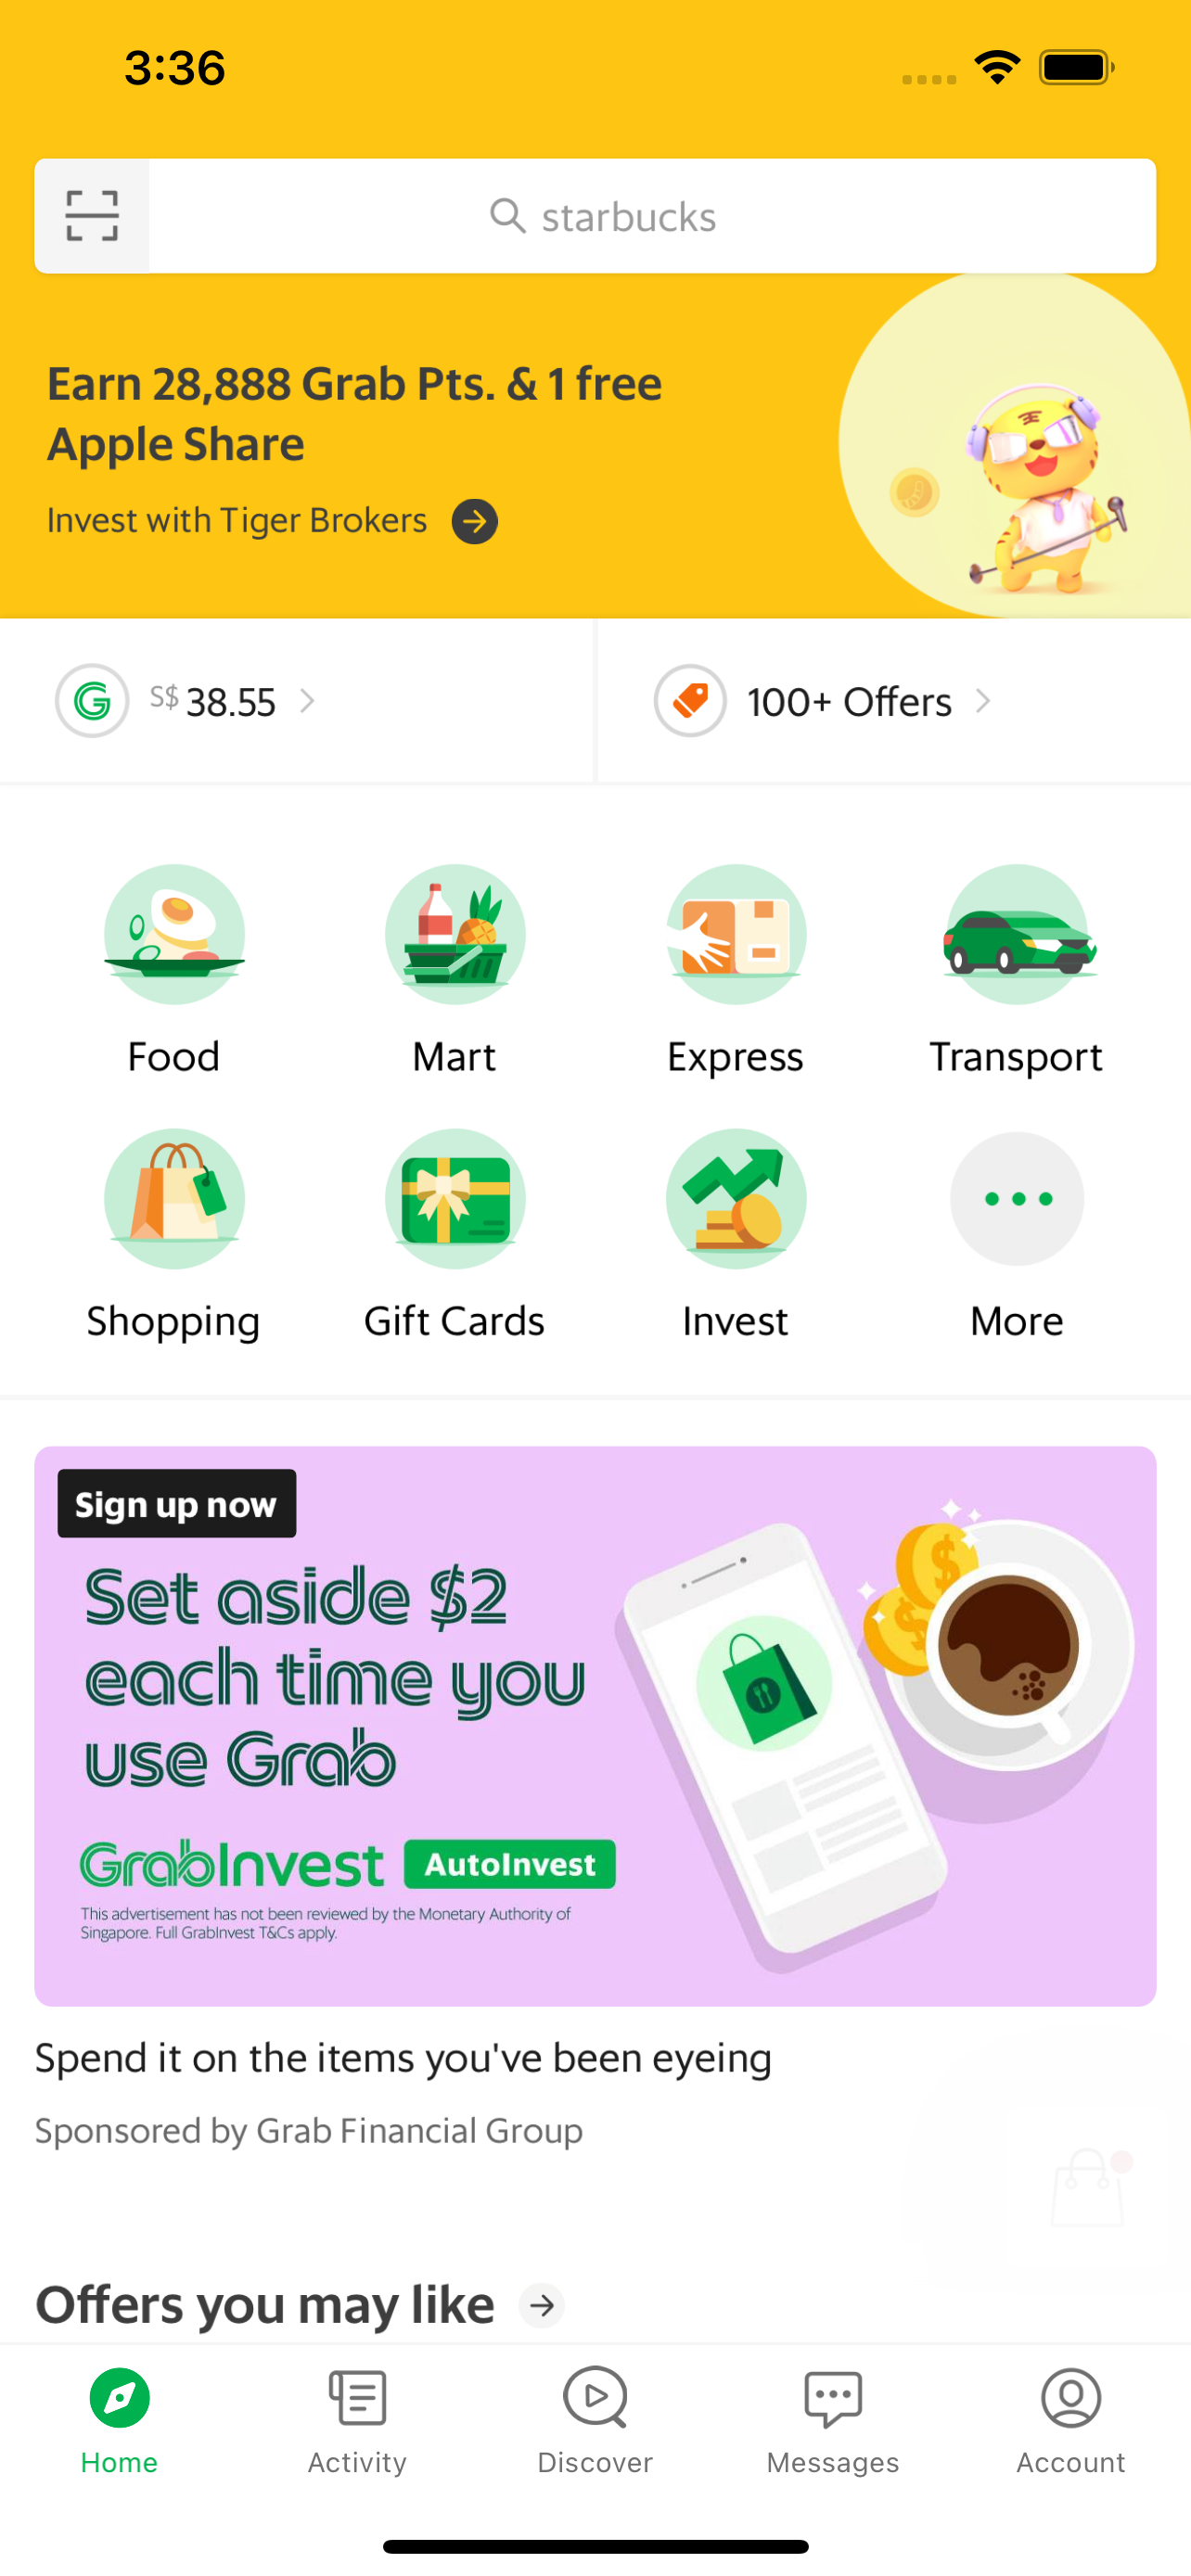 3:36
starbucks
Earn 28,888 Grab Pts. & 1 free
Apple Share
Invest with Tiger Brokers
S$ 38.55
100+ Offers
Food
Mart
Express
Transport
Shopping
Gift Cards
Invest
More
Sign up now
Set aside $2
each time you
use Grab
GrabInvest AutoInvest
This advertisement has not been reviewed by the Monetary Authority of
Singapore. Full GrabInvest T&Cs apply.
Spend it on the items you've been eyeing
Sponsored by Grab Financial Group
Offers you may like
Home
Activity
Discover
Messages
Account